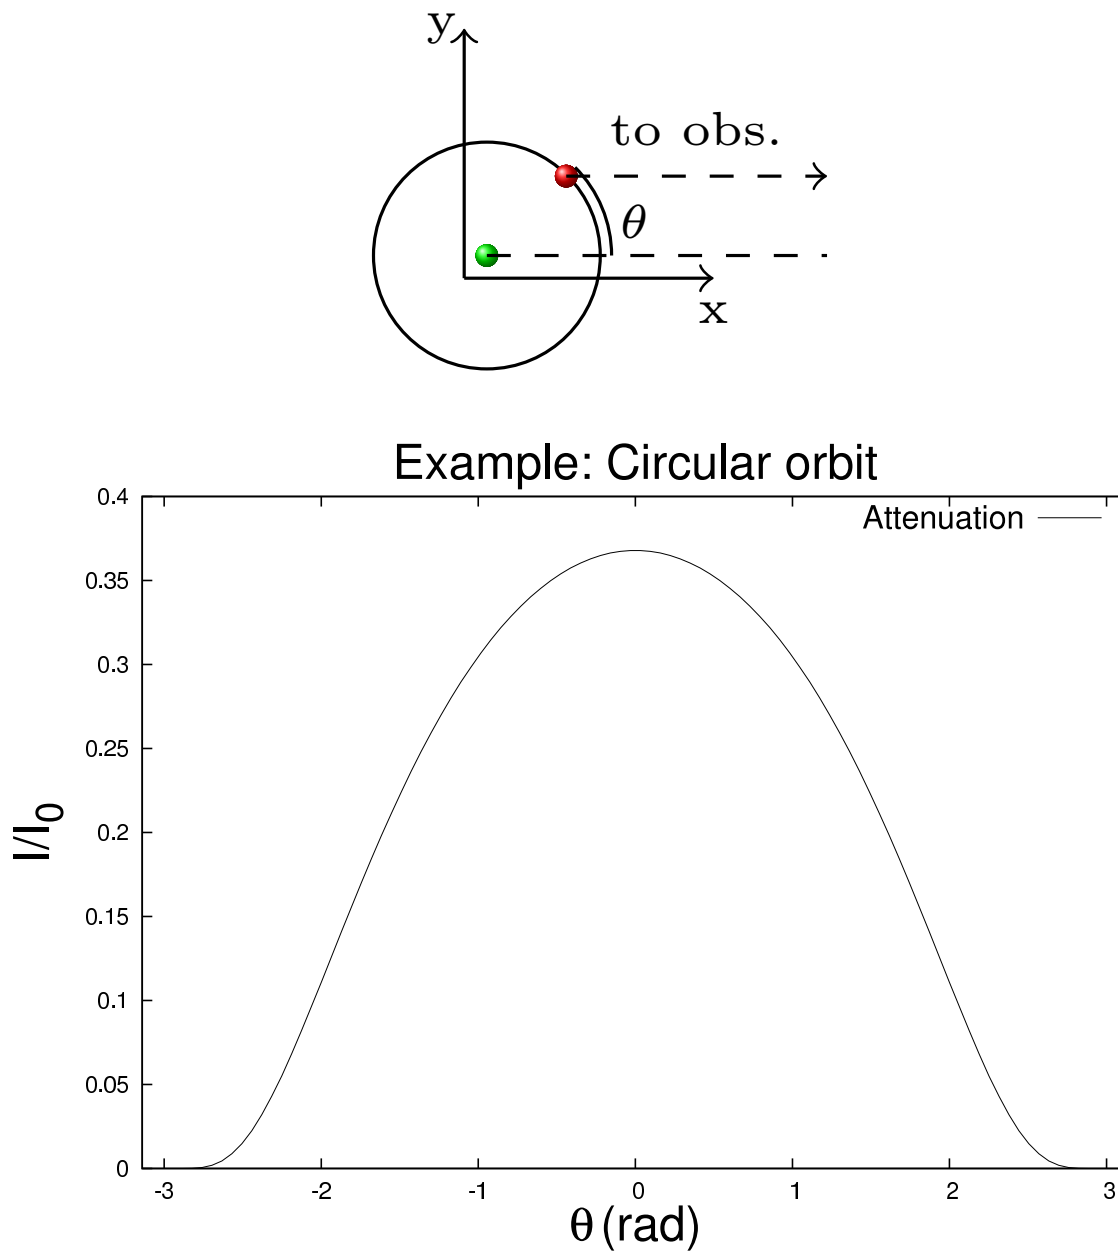 y
to obs.
θ
x
Example: Circular orbit
Attenuation
0.4
0.35
0.3
0.25
0.2
0.15
0.1
0.05
0
I/I0
-3 -2 -1 0 1 2 3
θ (rad)